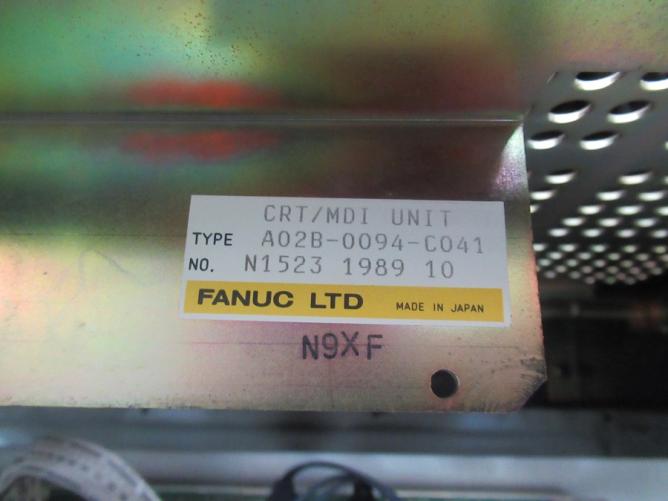 CRT/MDI UNIT
TYPE A02B-0094-C041
NO. N1523 1989 10
FANUC LTD MADE IN JAPAN
N9XF